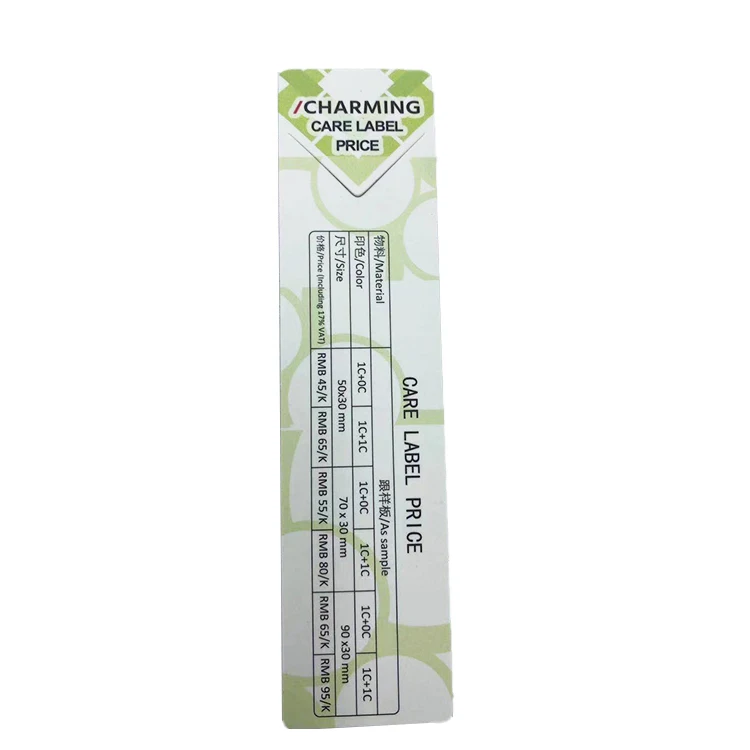 /CHARMING
CARE LABEL
PRICE
CARE LABEL PRICE
物料/Material 跟样板/As sample
印色/Color 1C+0C 1C+1C 1C+0C 1C+1C 1C+0C 1C+1C
尺寸/Size 50x30 mm 70 x 30 mm 90 x30 mm
价格/Price (Including 17% VAT) RMB 45/K RMB 65/K RMB 55/K RMB 80/K RMB 65/K RMB 95/K